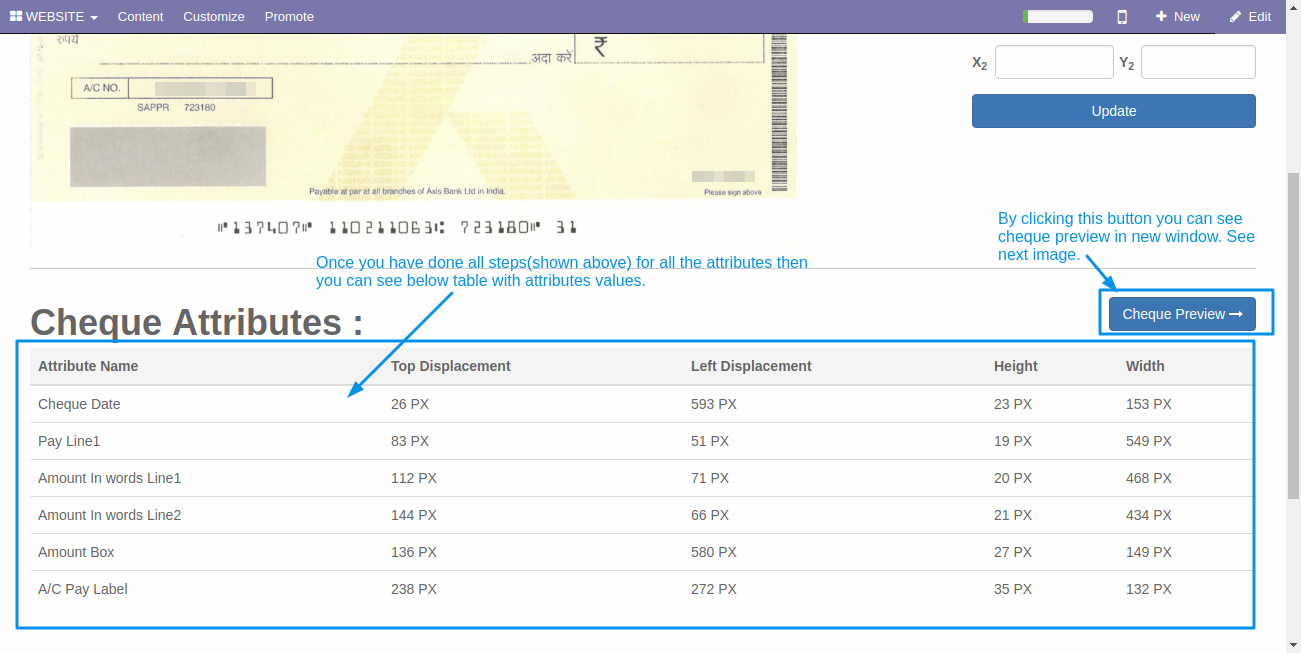 WEBSITE Content Customize Promote New Edit
रुपये
अदा करें ₹
X2 Y2
A/C NO.
SAPPR 723180
Update
Payable at par at all branches of Axis Bank Ltd in India.
Please sign above
⑈137407⑈ 110211063⑆ 723180⑈ 31
By clicking this button you can see
cheque preview in new window. See
next image.
Once you have done all steps(shown above) for all the attributes then
you can see below table with attributes values.
Cheque Attributes :
Cheque Preview →
Attribute Name Top Displacement Left Displacement Height Width
Cheque Date 26 PX 593 PX 23 PX 153 PX
Pay Line1 83 PX 51 PX 19 PX 549 PX
Amount In words Line1 112 PX 71 PX 20 PX 468 PX
Amount In words Line2 144 PX 66 PX 21 PX 434 PX
Amount Box 136 PX 580 PX 27 PX 149 PX
A/C Pay Label 238 PX 272 PX 35 PX 132 PX